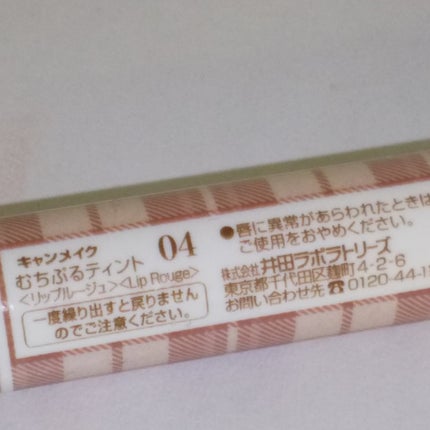 キャンメイク
むちぷるティント 04
<リップルージュ><Lip Rouge>
一度繰り出すと戻りません
のでご注意ください。
●唇に異常があらわれたときは
ご使用をおやめください。
株式会社 井田ラボラトリーズ
東京都千代田区麹町4-2-6
お問い合わせ先 ☎0120-44-1